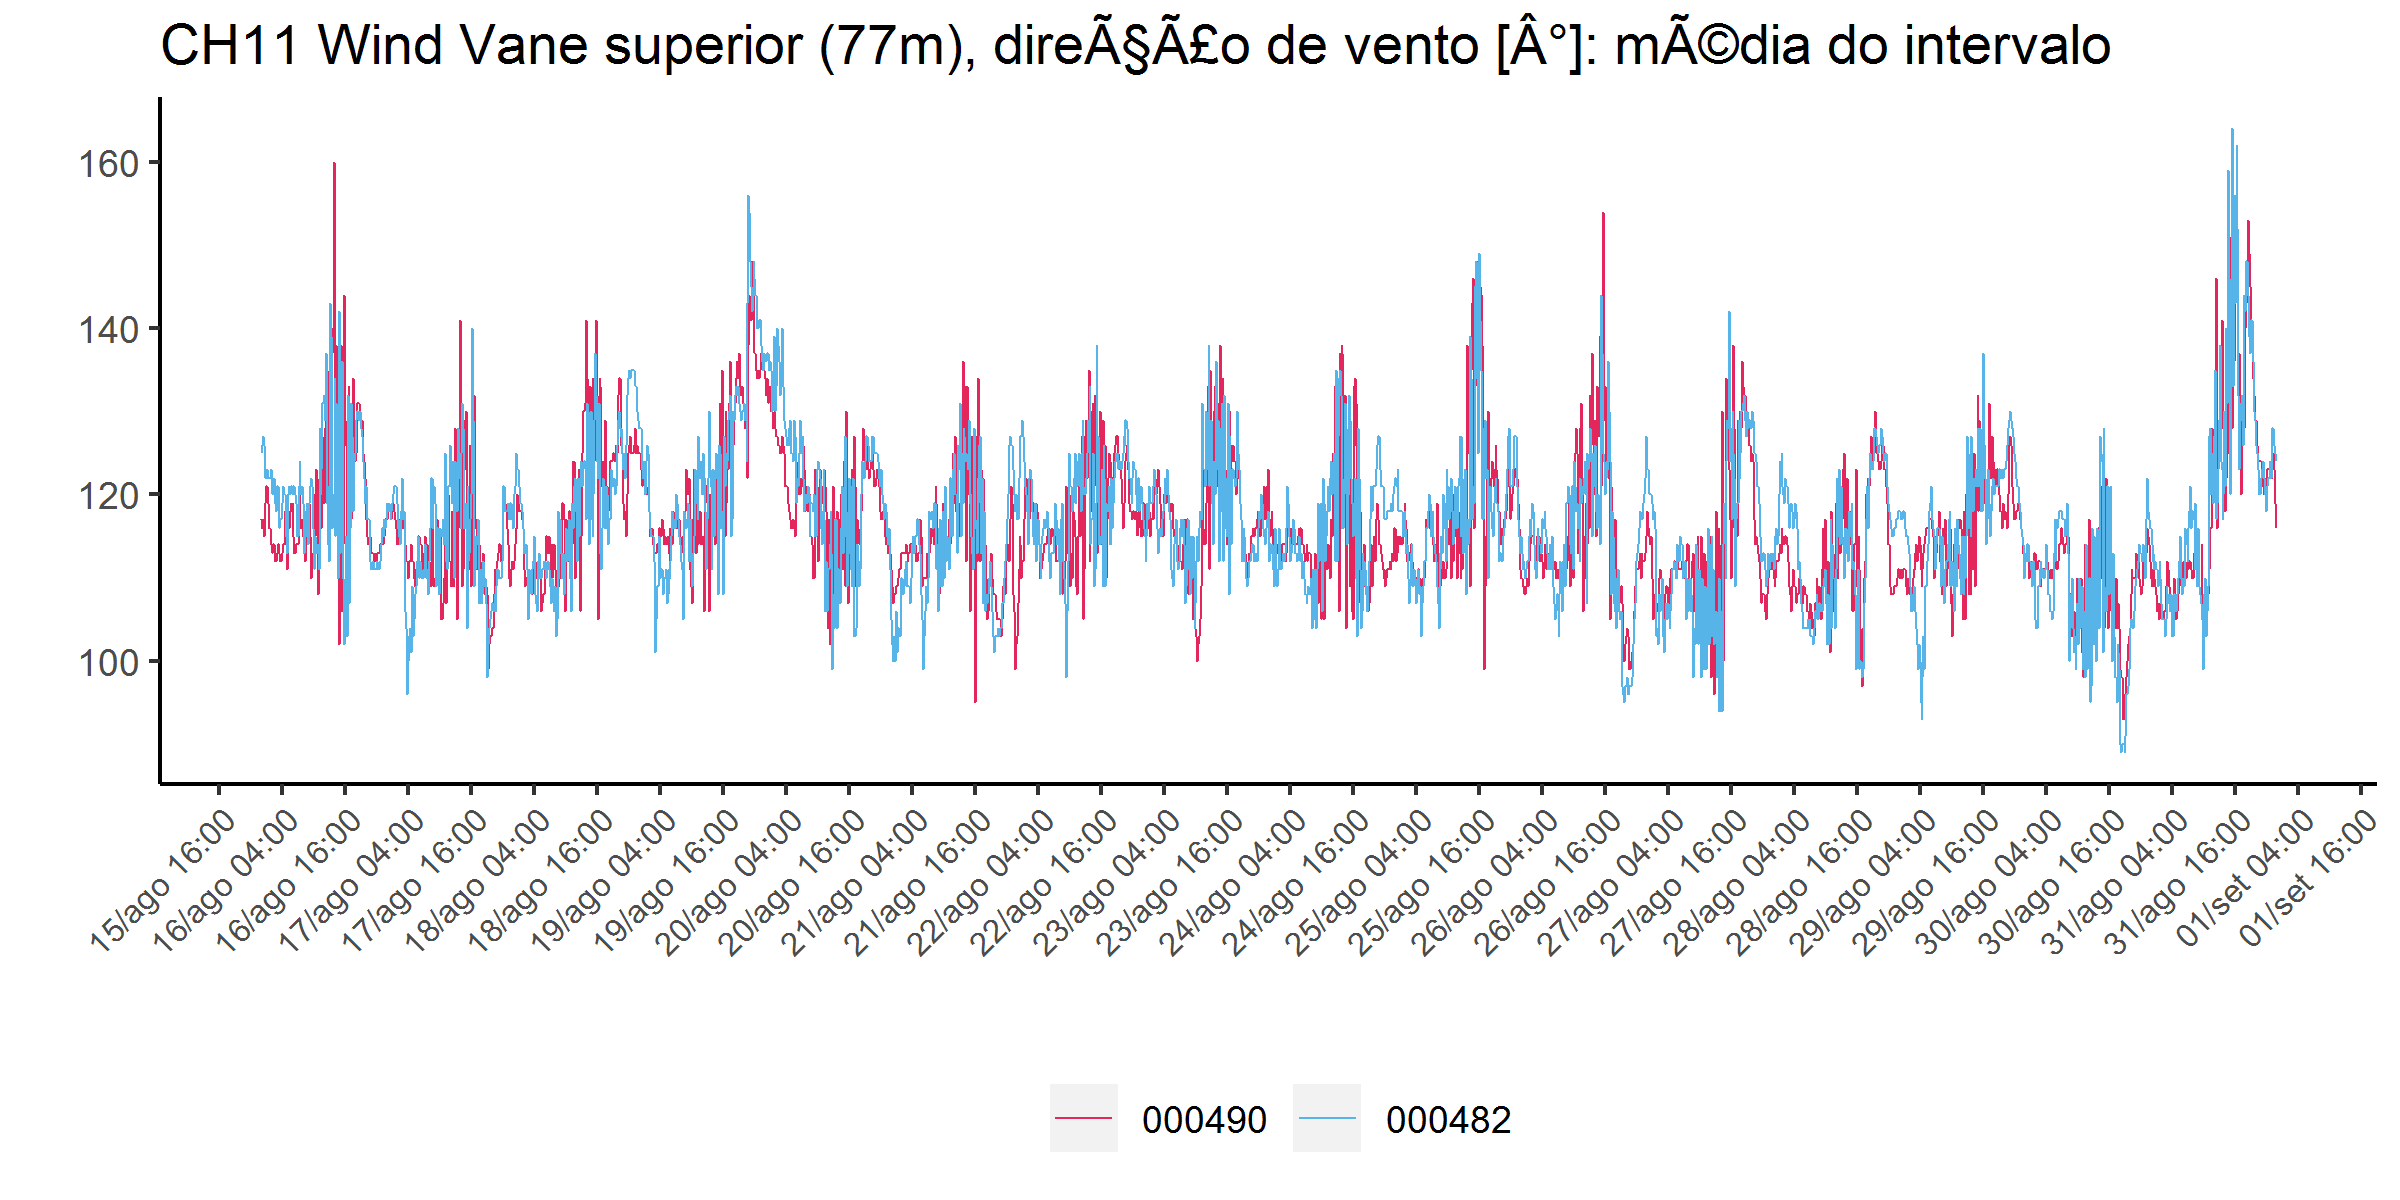 CH11 Wind Vane superior (77m), direÃ§Ã£o de vento [Â°]: mÃ©dia do intervalo
160
140
120
100
15/ago 16:00
16/ago 04:00
16/ago 16:00
17/ago 04:00
17/ago 16:00
18/ago 04:00
18/ago 16:00
19/ago 04:00
19/ago 16:00
20/ago 04:00
20/ago 16:00
21/ago 04:00
21/ago 16:00
22/ago 04:00
22/ago 16:00
23/ago 04:00
23/ago 16:00
24/ago 04:00
24/ago 16:00
25/ago 04:00
25/ago 16:00
26/ago 04:00
26/ago 16:00
27/ago 04:00
27/ago 16:00
28/ago 04:00
28/ago 16:00
29/ago 04:00
29/ago 16:00
30/ago 04:00
30/ago 16:00
31/ago 04:00
31/ago 16:00
01/set 04:00
01/set 16:00
000490
000482